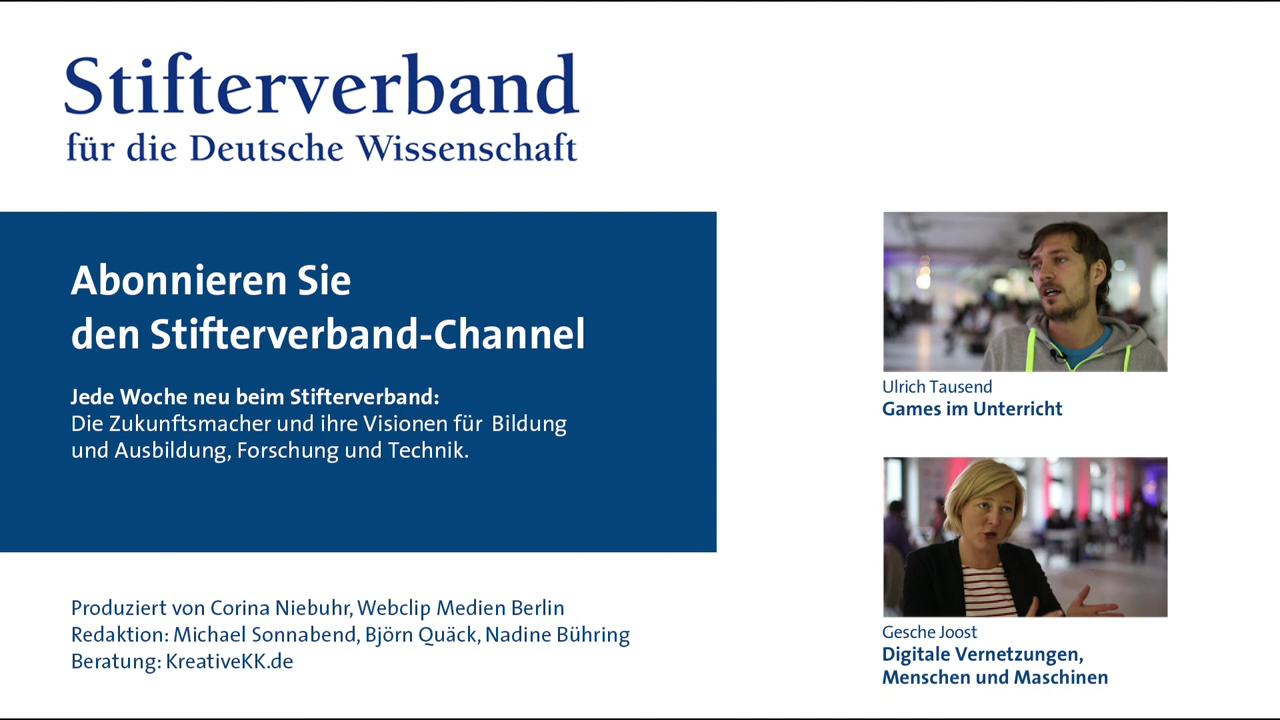 Stifterverband
für die Deutsche Wissenschaft
Abonnieren Sie
den Stifterverband-Channel
Jede Woche neu beim Stifterverband:
Die Zukunftsmacher und ihre Visionen für Bildung
und Ausbildung, Forschung und Technik.
Produziert von Corina Niebuhr, Webclip Medien Berlin
Redaktion: Michael Sonnabend, Björn Quäck, Nadine Bühring
Beratung: KreativeKK.de
Ulrich Tausend
Games im Unterricht
Gesche Joost
Digitale Vernetzungen,
Menschen und Maschinen